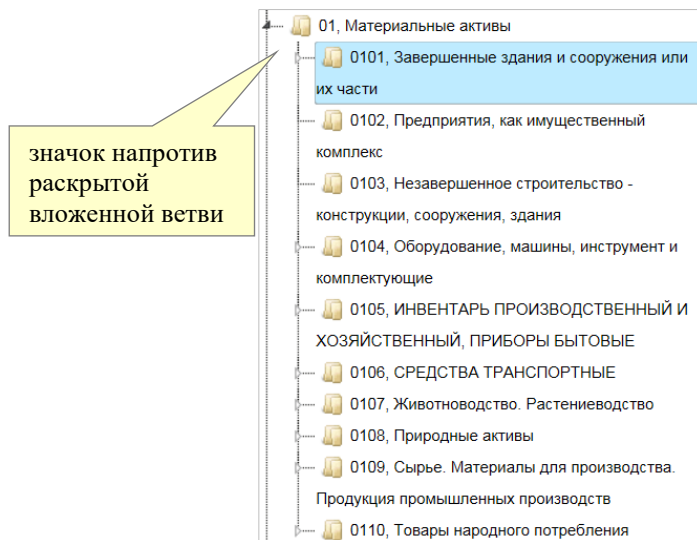 01, Материальные активы
0101, Завершенные здания и сооружения или
их части
значок напротив
раскрытой
вложенной ветви
0102, Предприятия, как имущественный
комплекс
0103, Незавершенное строительство -
конструкции, сооружения, здания
0104, Оборудование, машины, инструмент и
комплектующие
0105, ИНВЕНТАРЬ ПРОИЗВОДСТВЕННЫЙ И
ХОЗЯЙСТВЕННЫЙ, ПРИБОРЫ БЫТОВЫЕ
0106, СРЕДСТВА ТРАНСПОРТНЫЕ
0107, Животноводство. Растениеводство
0108, Природные активы
0109, Сырье. Материалы для производства.
Продукция промышленных производств
0110, Товары народного потребления